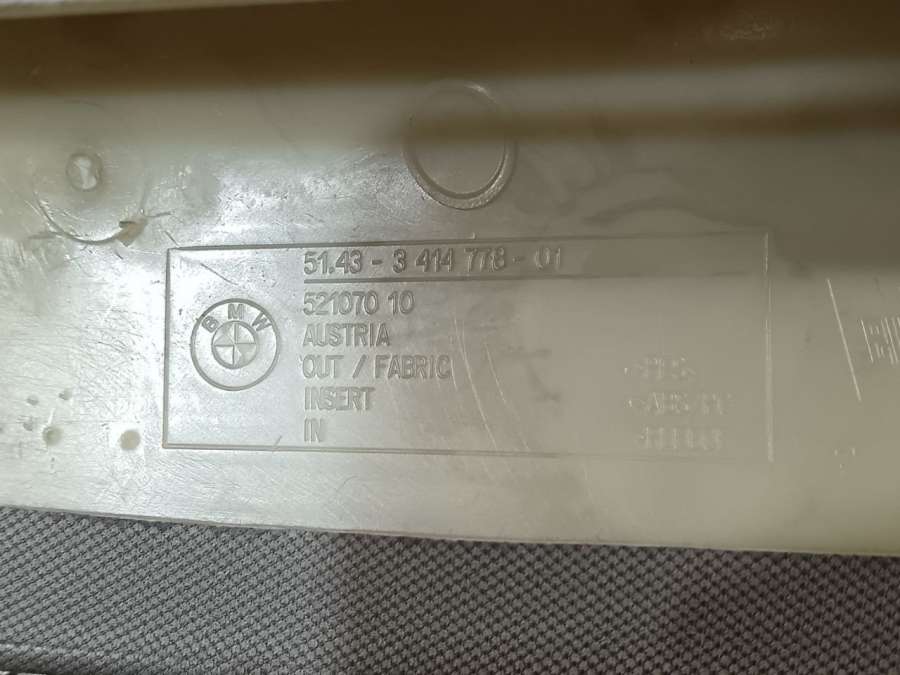 51.43 - 3 414 778 - 01
BMW
521070 10
AUSTRIA
OUT / FABRIC
INSERT
IN